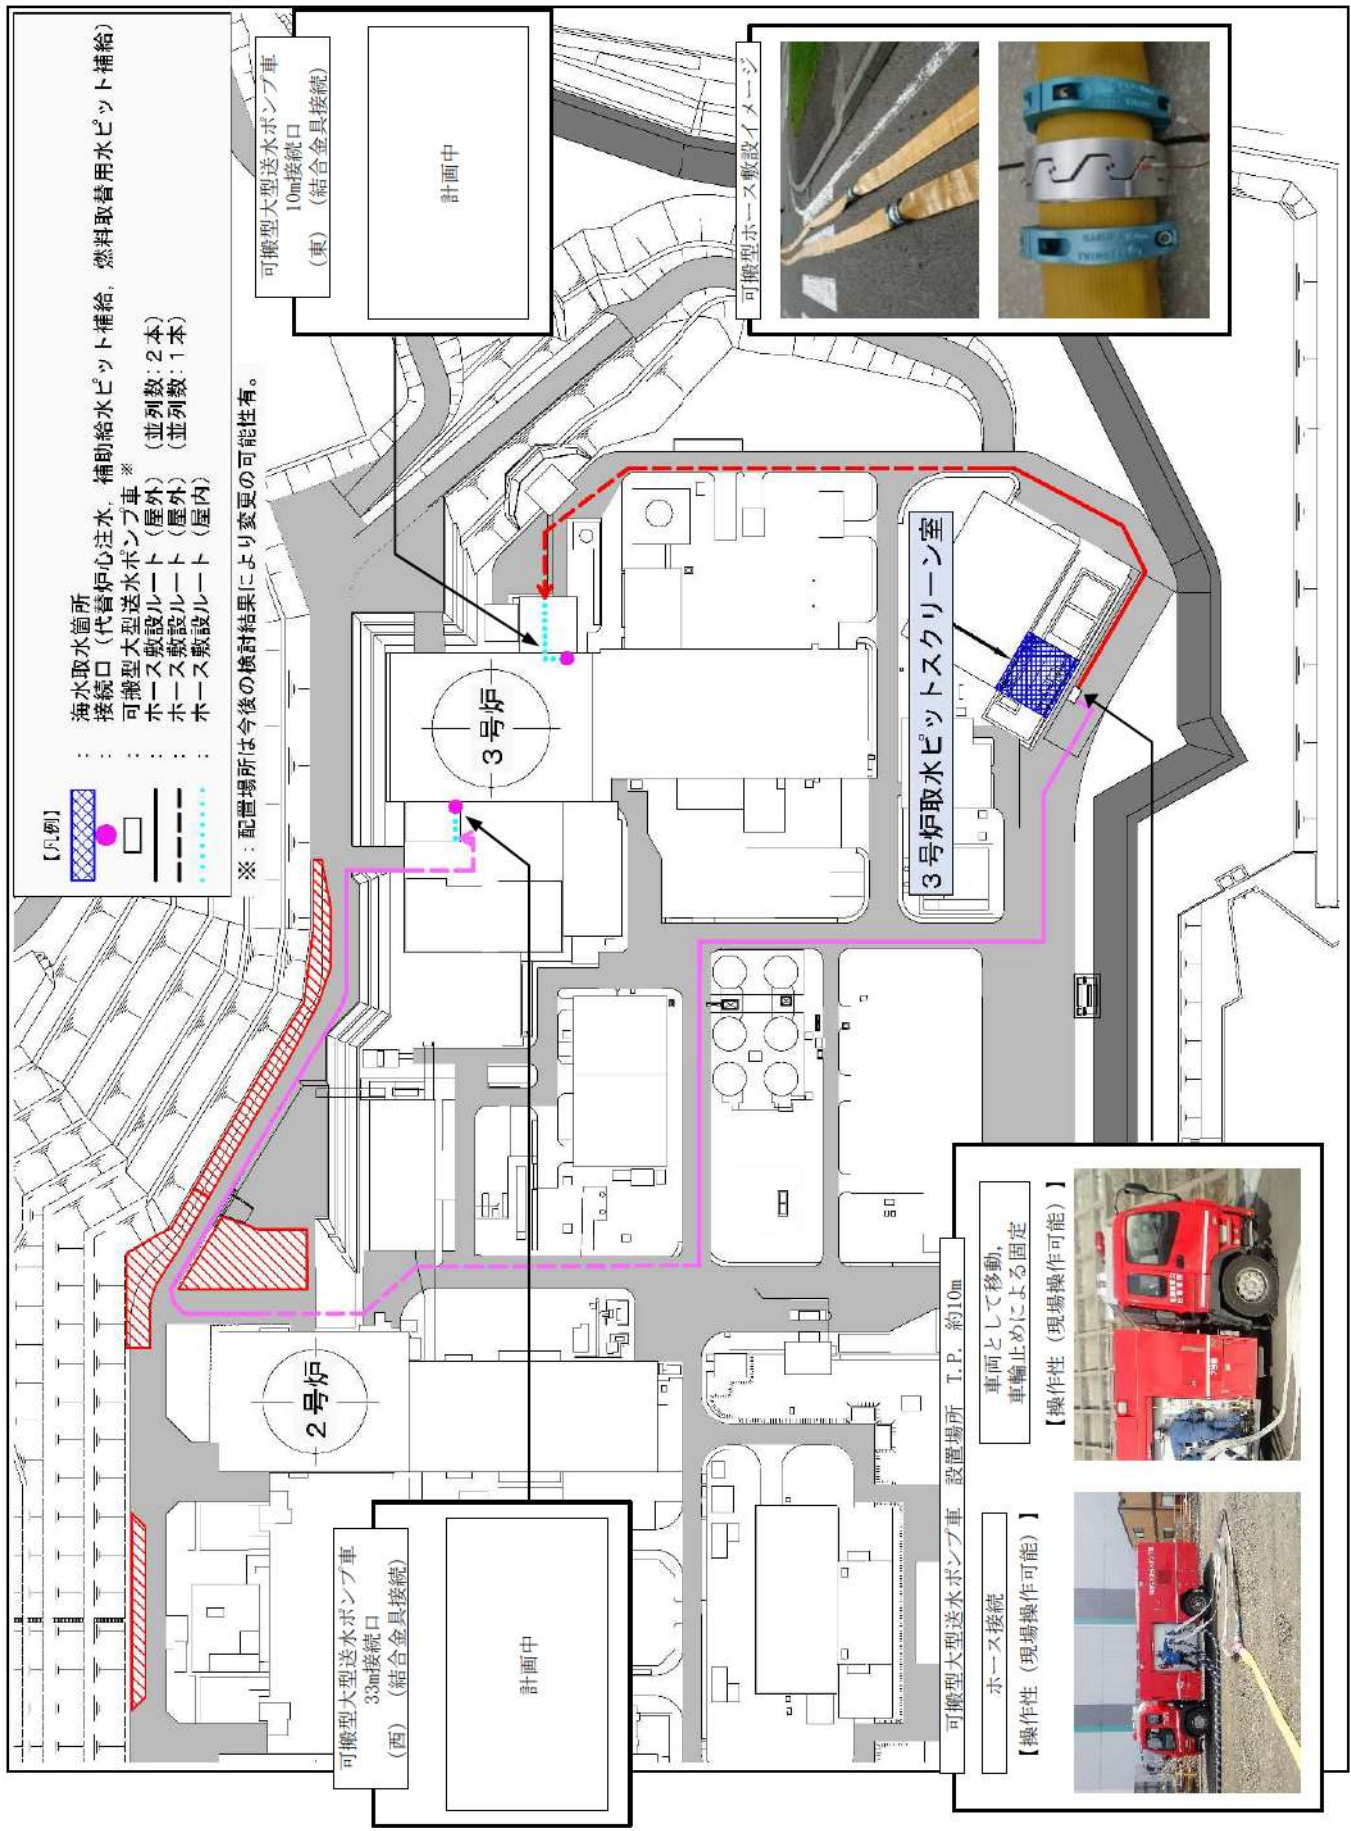 【凡例】
： 海水取水箇所
： 接続口（代替炉心注水，補助給水ピット補給，燃料取替用水ピット補給）
： 可搬型大型送水ポンプ車※
： ホース敷設ルート（屋外）（並列数：２本）
： ホース敷設ルート（屋外）（並列数：１本）
： ホース敷設ルート（屋内）
※：配置場所は今後の検討結果により変更の可能性有。
可搬型大型送水ポンプ車
10m接続口
（東）（結合金具接続）
計画中
可搬型ホース敷設イメージ
３号炉
３号炉取水ピットスクリーン室
２号炉
可搬型大型送水ポンプ車
33m接続口
（西）（結合金具接続）
計画中
可搬型大型送水ポンプ車 設置場所 T.P. 約10m
ホース接続
【操作性（現場操作可能）】
車両として移動，
車輪止めによる固定
【操作性（現場操作可能）】